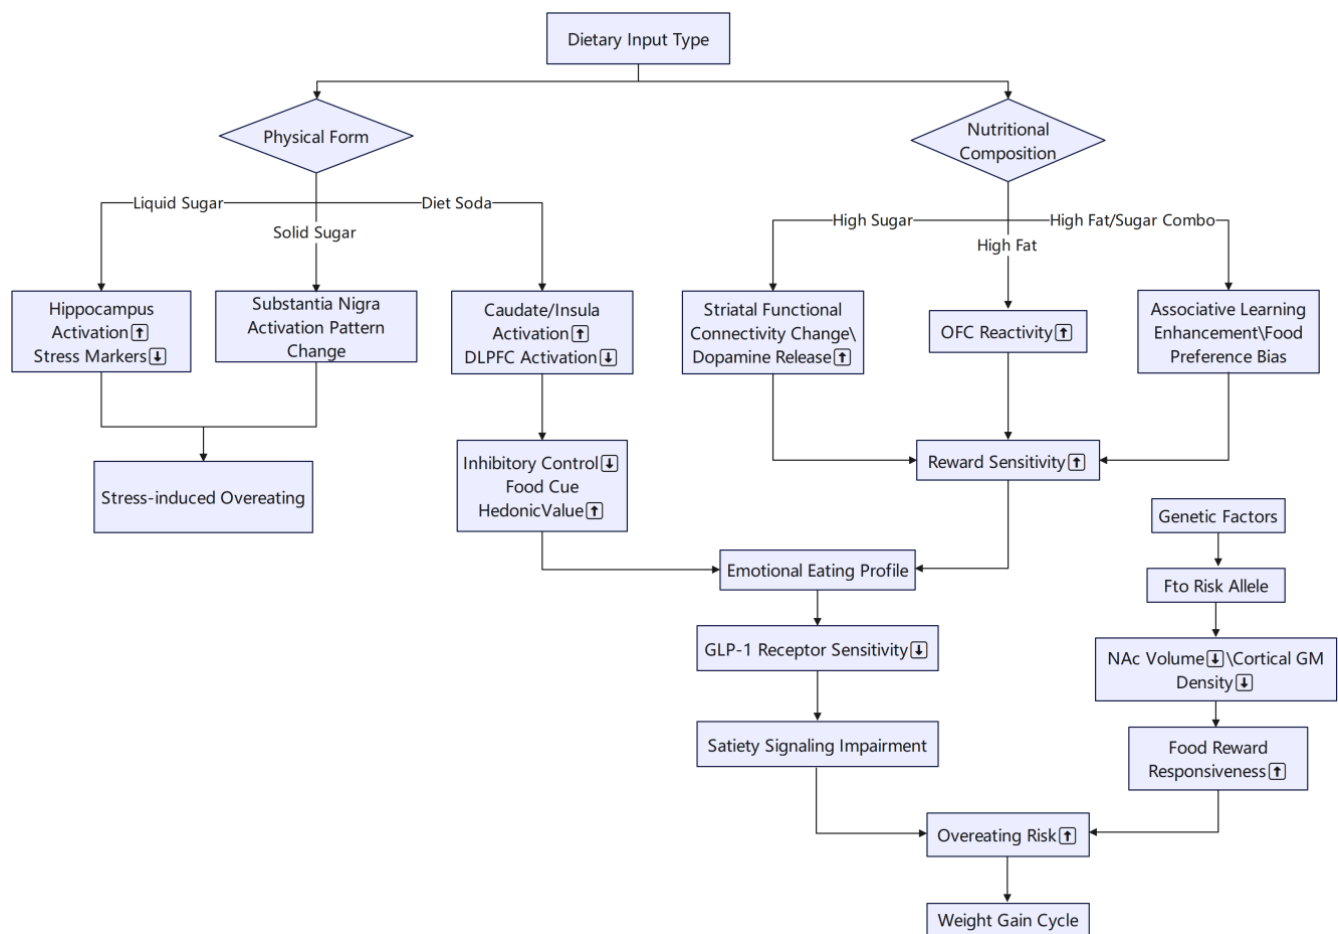 Dietary Input Type
Physical Form
Nutritional
Composition
Liquid Sugar
Diet Soda
Solid Sugar
High Sugar
High Fat/Sugar Combo
High Fat
Hippocampus
Activation⬆
Stress Markers⬇
Substantia Nigra
Activation Pattern
Change
Caudate/Insula
Activation⬆
DLPFC Activation⬇
Striatal Functional
Connectivity Change\
Dopamine Release⬆
OFC Reactivity⬆
Associative Learning
Enhancement\Food
Preference Bias
Stress-induced Overeating
Inhibitory Control⬇
Food Cue
HedonicValue⬆
Reward Sensitivity⬆
Genetic Factors
Emotional Eating Profile
Fto Risk Allele
GLP-1 Receptor Sensitivity⬇
NAc Volume⬇\Cortical GM
Density⬇
Satiety Signaling Impairment
Food Reward
Responsiveness⬆
Overeating Risk⬆
Weight Gain Cycle